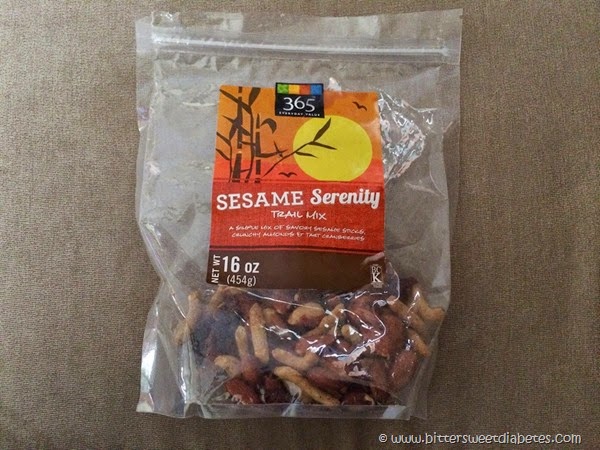 365
EVERYDAY VALUE
SESAME Serenity
TRAIL MIX
A SIMPLE MIX OF SAVORY SESAME STICKS,
CRUNCHY ALMONDS & TART CRANBERRIES
NET WT 16 oz
(454g)
K
© www.bittersweetdiabetes.com